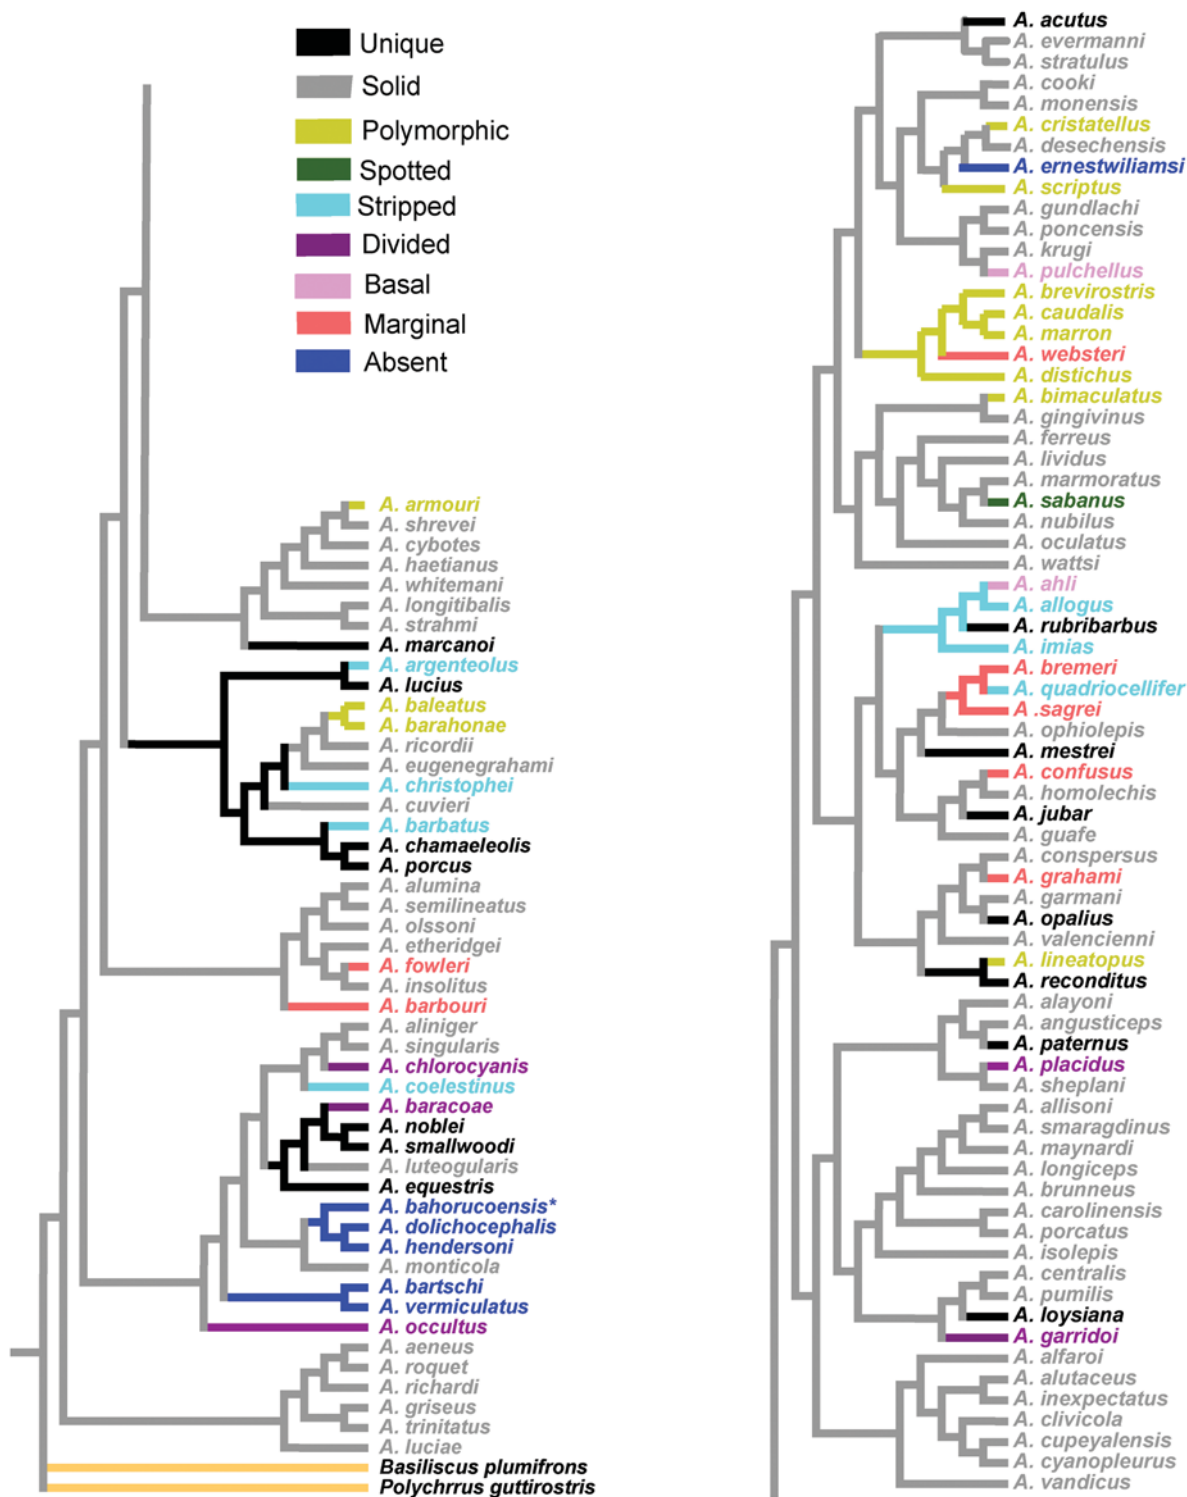 Unique
Solid
Polymorphic
Spotted
Stripped
Divided
Basal
Marginal
Absent
A. armouri
A. shrevei
A. cybotes
A. haetianus
A. whitemani
A. longitibalis
A. strahmi
A. marcanoi
A. argenteolus
A. lucius
A. baleatus
A. barahonae
A. ricordii
A. eugenegrahami
A. christophei
A. cuvieri
A. barbatus
A. chamaeleolis
A. porcus
A. alumina
A. semilineatus
A. olssoni
A. etheridgei
A. fowleri
A. insolitus
A. barbouri
A. aliniger
A. singularis
A. chlorocyanis
A. coelestinus
A. baracoae
A. noblei
A. smallwoodi
A. luteogularis
A. equestris
A. bahorucoensis*
A. dolichocephalis
A. hendersoni
A. monticola
A. bartschi
A. vermiculatus
A. occultus
A. aeneus
A. roquet
A. richardi
A. griseus
A. trinitatus
A. luciae
Basiliscus plumifrons
Polychrrus guttirostris
A. acutus
A. evermanni
A. stratulus
A. cooki
A. monensis
A. cristatellus
A. desechensis
A. ernestwiliamsi
A. scriptus
A. gundlachi
A. poncensis
A. krugi
A. pulchellus
A. brevirostris
A. caudalis
A. marron
A. websteri
A. distichus
A. bimaculatus
A. gingivinus
A. ferreus
A. lividus
A. marmoratus
A. sabanus
A. nubilus
A. oculatus
A. wattsi
A. ahli
A. allogus
A. rubribarbus
A. imias
A. bremeri
A. quadriocellifer
A .sagrei
A. ophiolepis
A. mestrei
A. confusus
A. homolechis
A. jubar
A. guafe
A. conspersus
A. grahami
A. garmani
A. opalius
A. valencienni
A. lineatopus
A. reconditus
A. alayoni
A. angusticeps
A. paternus
A. placidus
A. sheplani
A. allisoni
A. smaragdinus
A. maynardi
A. longiceps
A. brunneus
A. carolinensis
A. porcatus
A. isolepis
A. centralis
A. pumilis
A. loysiana
A. garridoi
A. alfaroi
A. alutaceus
A. inexpectatus
A. clivicola
A. cupeyalensis
A. cyanopleurus
A. vandicus